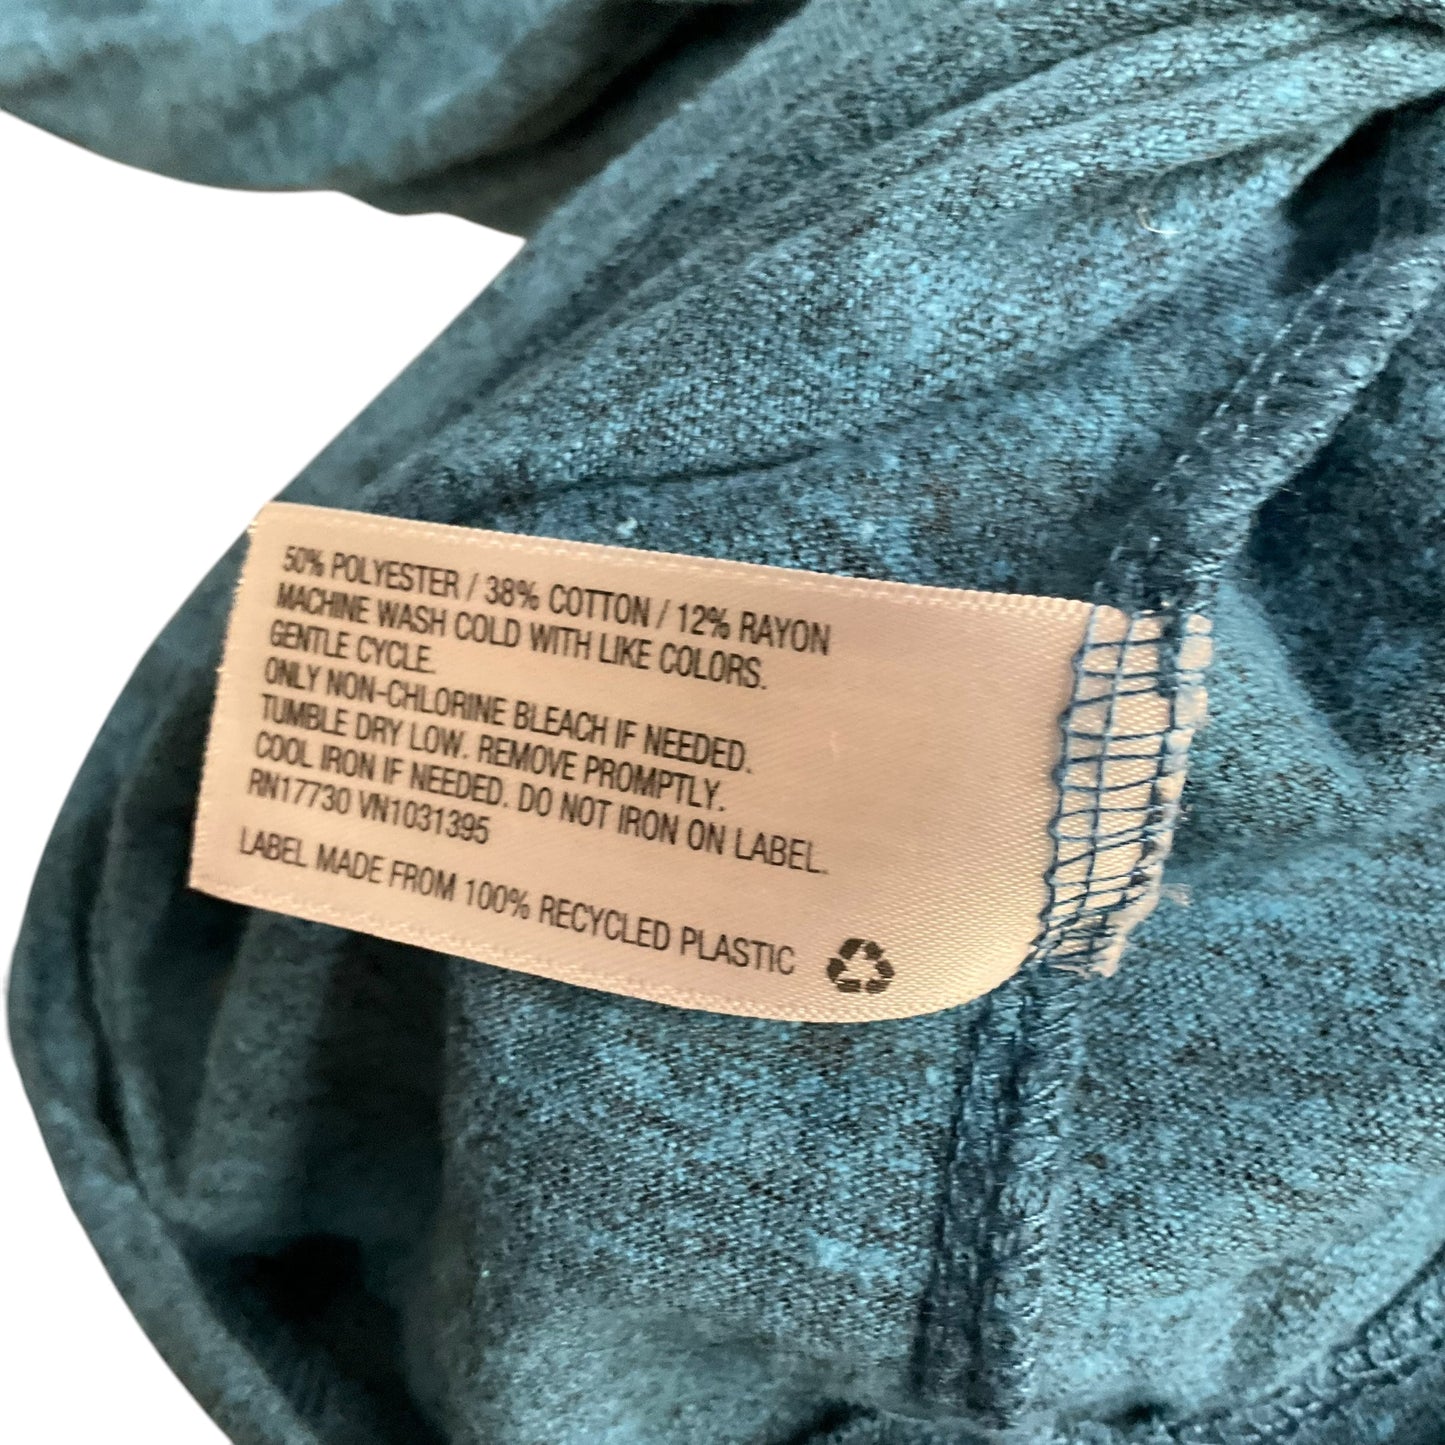 50% POLYESTER / 38% COTTON / 12% RAYON
MACHINE WASH COLD WITH LIKE COLORS.
GENTLE CYCLE.
ONLY NON-CHLORINE BLEACH IF NEEDED.
TUMBLE DRY LOW. REMOVE PROMPTLY.
COOL IRON IF NEEDED. DO NOT IRON ON LABEL.
RN17730 VN1031395
LABEL MADE FROM 100% RECYCLED PLASTIC